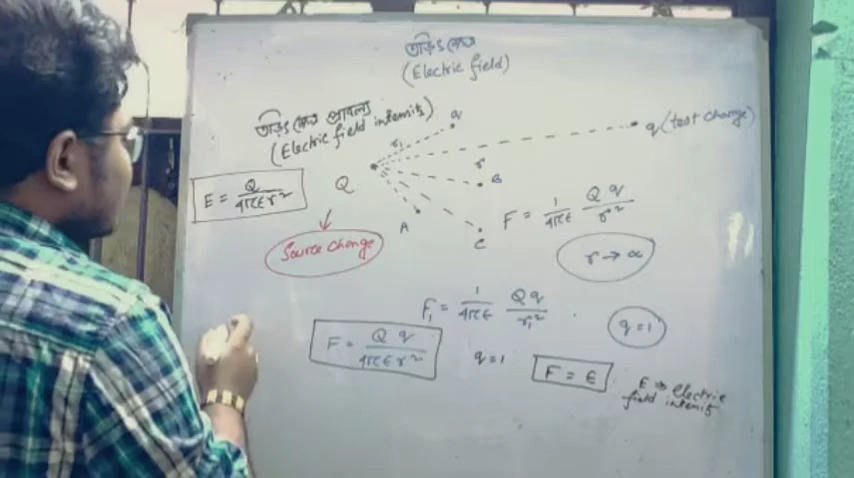 তড়িৎ ক্ষেত্র
(Electric field)
তড়িৎ ক্ষেত্র প্রাবল্য
(Electric field intensity)
q
q (test charge)
r₁
r
E = Q / 4πϵr²
Q
B
A
C
F = 1/4πϵ Qq/r²
Source charge
r → ∝
F₁ = 1/4πϵ Qq/r₁²
q = 1
F = Qq / 4πϵr²
q = 1
F = E
E ⇒ electric
field intensity